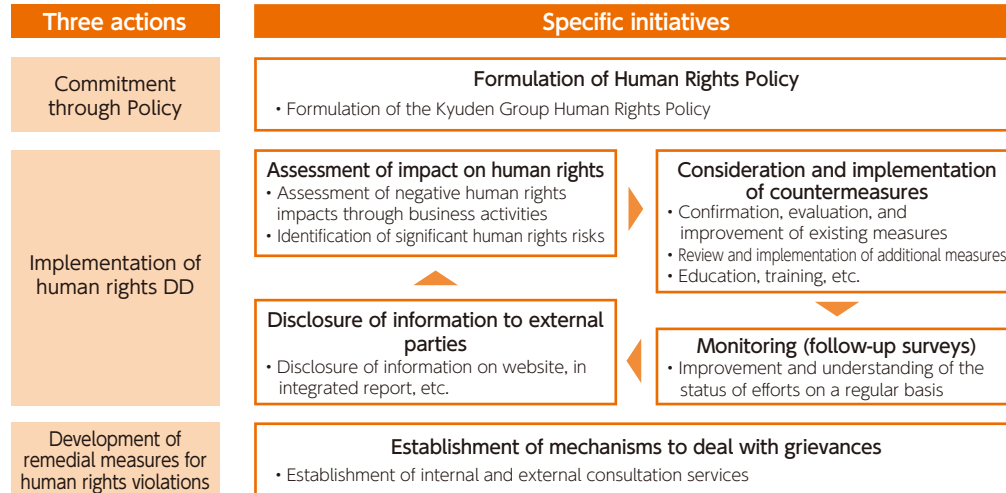 Three actions
Specific initiatives
Commitment
through Policy
Formulation of Human Rights Policy
• Formulation of the Kyuden Group Human Rights Policy
Implementation of
human rights DD
Assessment of impact on human rights
• Assessment of negative human rights
impacts through business activities
• Identification of significant human rights risks
Consideration and implementation
of countermeasures
• Confirmation, evaluation, and
improvement of existing measures
• Review and implementation of additional measures
• Education, training, etc.
Disclosure of information to external
parties
• Disclosure of information on website, in
integrated report, etc.
Monitoring (follow-up surveys)
• Improvement and understanding of the
status of efforts on a regular basis
Development of
remedial measures for
human rights violations
Establishment of mechanisms to deal with grievances
• Establishment of internal and external consultation services